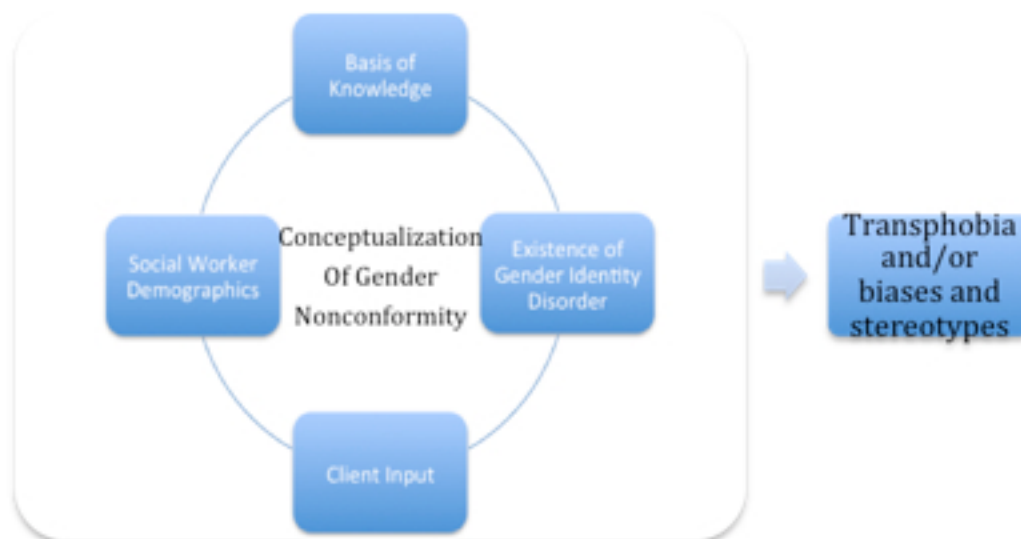 Basis of
Knowledge
Social Worker
Demographics
Conceptualization
Of Gender
Nonconformity
Existence of
Gender Identity
Disorder
Client Input
Transphobia
and/or
biases and
stereotypes